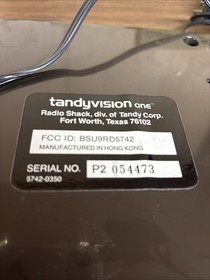 tandyvision ONE™
Radio Shack, div. of Tandy Corp.
Fort Worth, Texas 76102
FCC ID: BSU9RD5742
MANUFACTURED IN HONG KONG
SERIAL NO. P2 054473
5742-0350